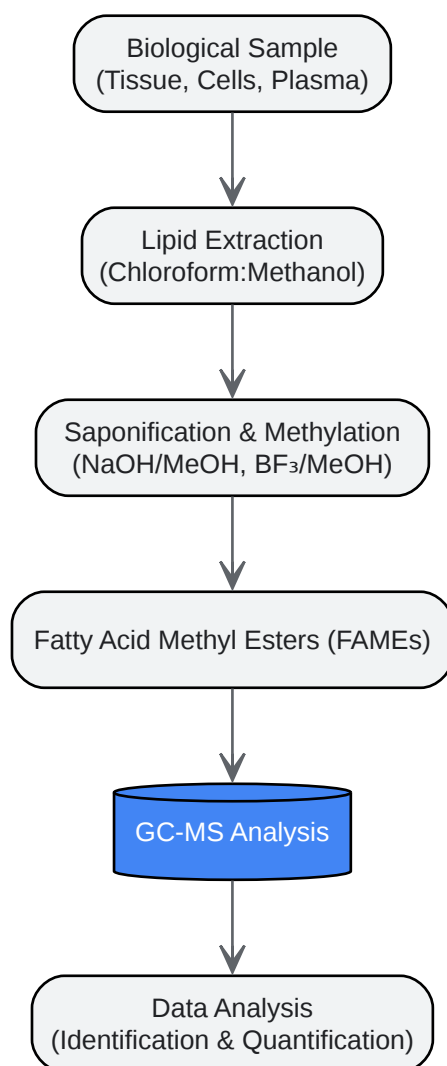 Biological Sample
(Tissue, Cells, Plasma)
Lipid Extraction
(Chloroform:Methanol)
Saponification & Methylation
(NaOH/MeOH, BF₃/MeOH)
Fatty Acid Methyl Esters (FAMEs)
GC-MS Analysis
Data Analysis
(Identification & Quantification)